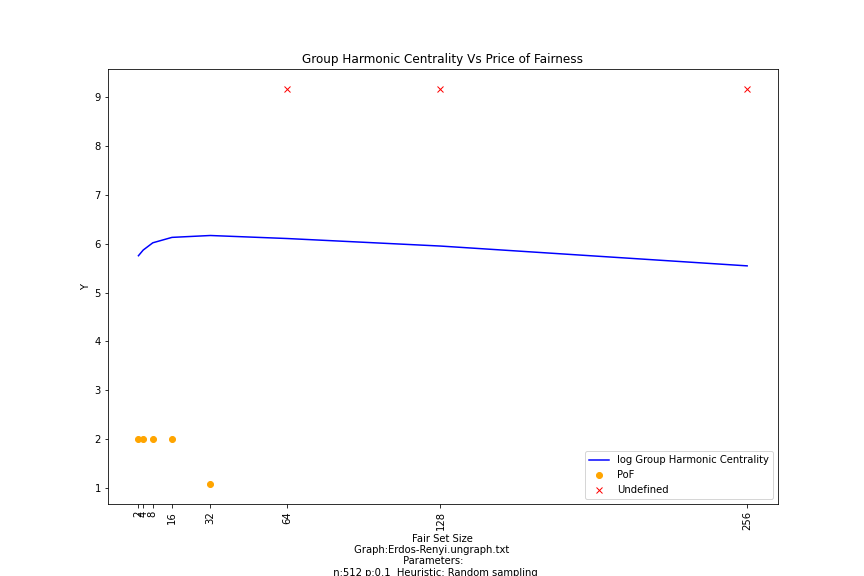 Group Harmonic Centrality Vs Price of Fairness
9
8
7
6
5
4
3
2
1
Y
log Group Harmonic Centrality
PoF
Undefined
2
4
8
16
32
64
128
256
Fair Set Size
Graph:Erdos-Renyi.ungraph.txt
Parameters:
n:512 p:0.1 Heuristic: Random sampling